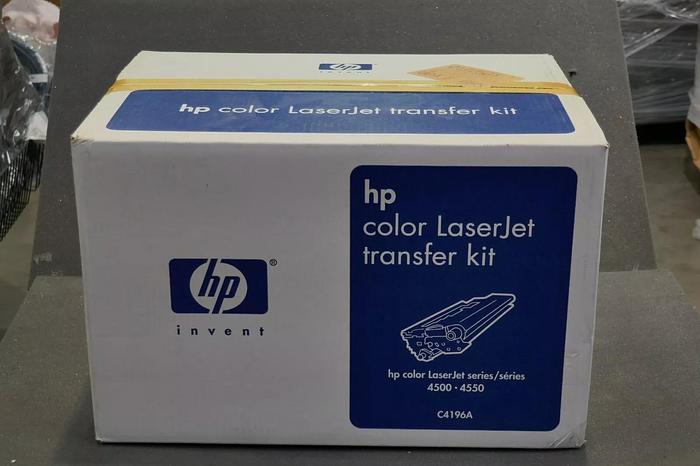 hp
invent
hp color LaserJet transfer kit
hp
color LaserJet
transfer kit
hp®
invent
hp color LaserJet series/séries
4500 · 4550
C4196A